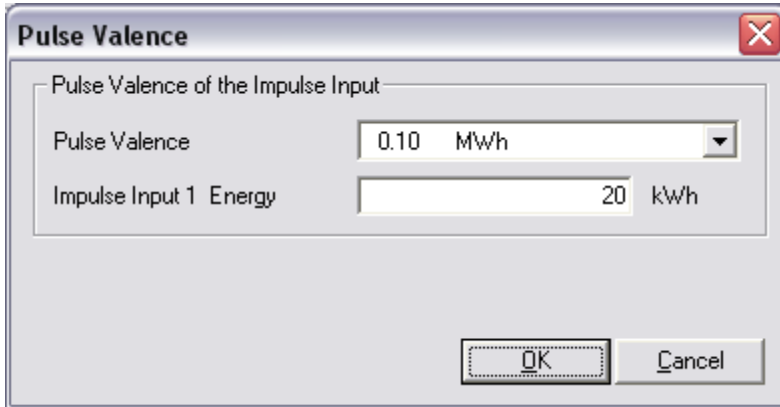 Pulse Valence
Pulse Valence of the Impulse Input
Pulse Valence 0.10 MWh
Impulse Input 1 Energy 20 kWh
OK Cancel